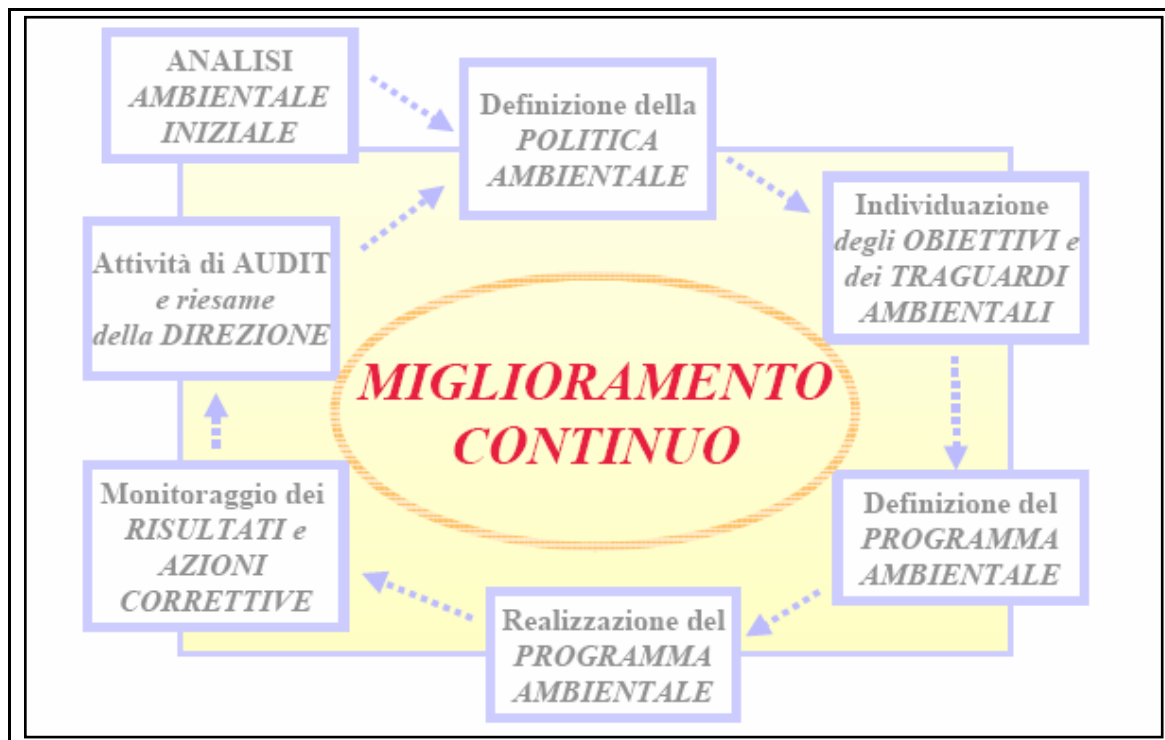 ANALISI
AMBIENTALE
INIZIALE
Definizione della
POLITICA
AMBIENTALE
Individuazione
degli OBIETTIVI e
dei TRAGUARDI
AMBIENTALI
Definizione del
PROGRAMMA
AMBIENTALE
Realizzazione del
PROGRAMMA
AMBIENTALE
Monitoraggio dei
RISULTATI e
AZIONI
CORRETTIVE
Attività di AUDIT
e riesame
della DIREZIONE
MIGLIORAMENTO
CONTINUO